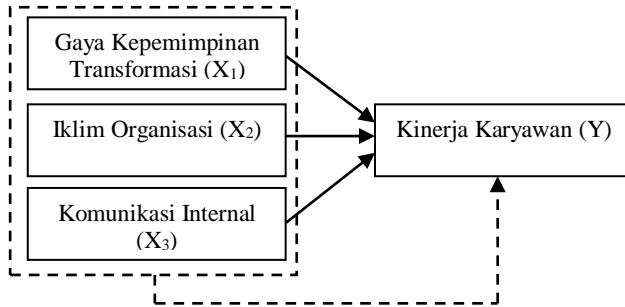 Gaya Kepemimpinan
Transformasi (X₁)
Iklim Organisasi (X₂)
Kinerja Karyawan (Y)
Komunikasi Internal
(X₃)